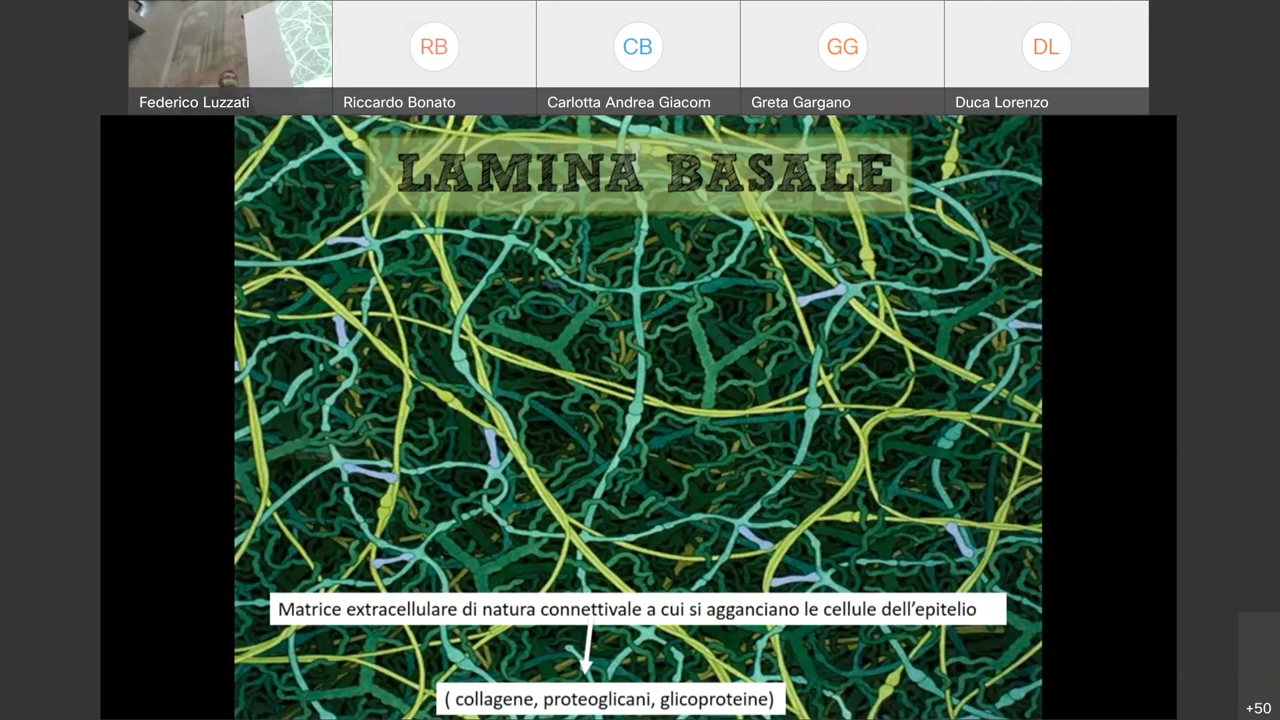 RB
CB
GG
DL
Federico Luzzati
Riccardo Bonato
Carlotta Andrea Giacom
Greta Gargano
Duca Lorenzo
LAMINA BASALE
Matrice extracellulare di natura connettivale a cui si agganciano le cellule dell'epitelio
( collagene, proteoglicani, glicoproteine)
+50